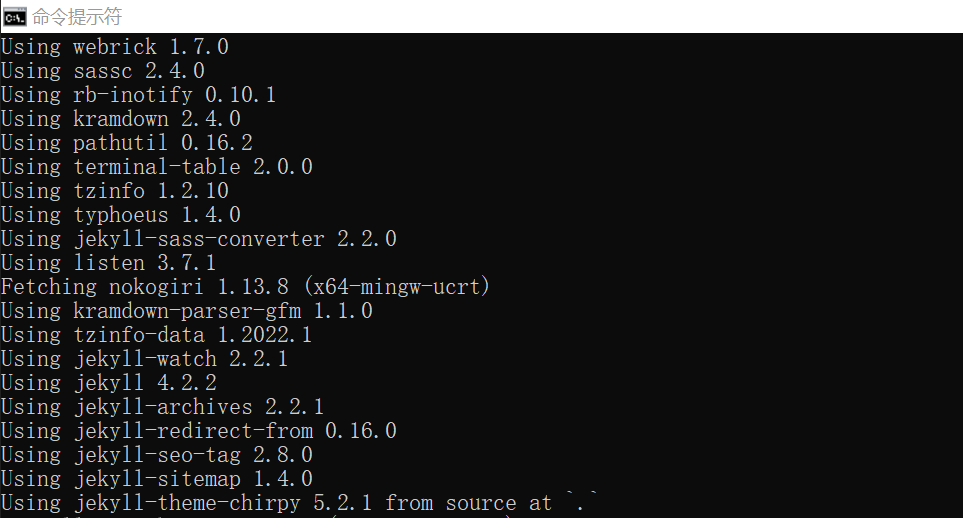 命令提示符
Using webrick 1.7.0
Using sassc 2.4.0
Using rb-inotify 0.10.1
Using kramdown 2.4.0
Using pathutil 0.16.2
Using terminal-table 2.0.0
Using tzinfo 1.2.10
Using typhoeus 1.4.0
Using jekyll-sass-converter 2.2.0
Using listen 3.7.1
Fetching nokogiri 1.13.8 (x64-mingw-ucrt)
Using kramdown-parser-gfm 1.1.0
Using tzinfo-data 1.2022.1
Using jekyll-watch 2.2.1
Using jekyll 4.2.2
Using jekyll-archives 2.2.1
Using jekyll-redirect-from 0.16.0
Using jekyll-seo-tag 2.8.0
Using jekyll-sitemap 1.4.0
Using jekyll-theme-chirpy 5.2.1 from source at `.`